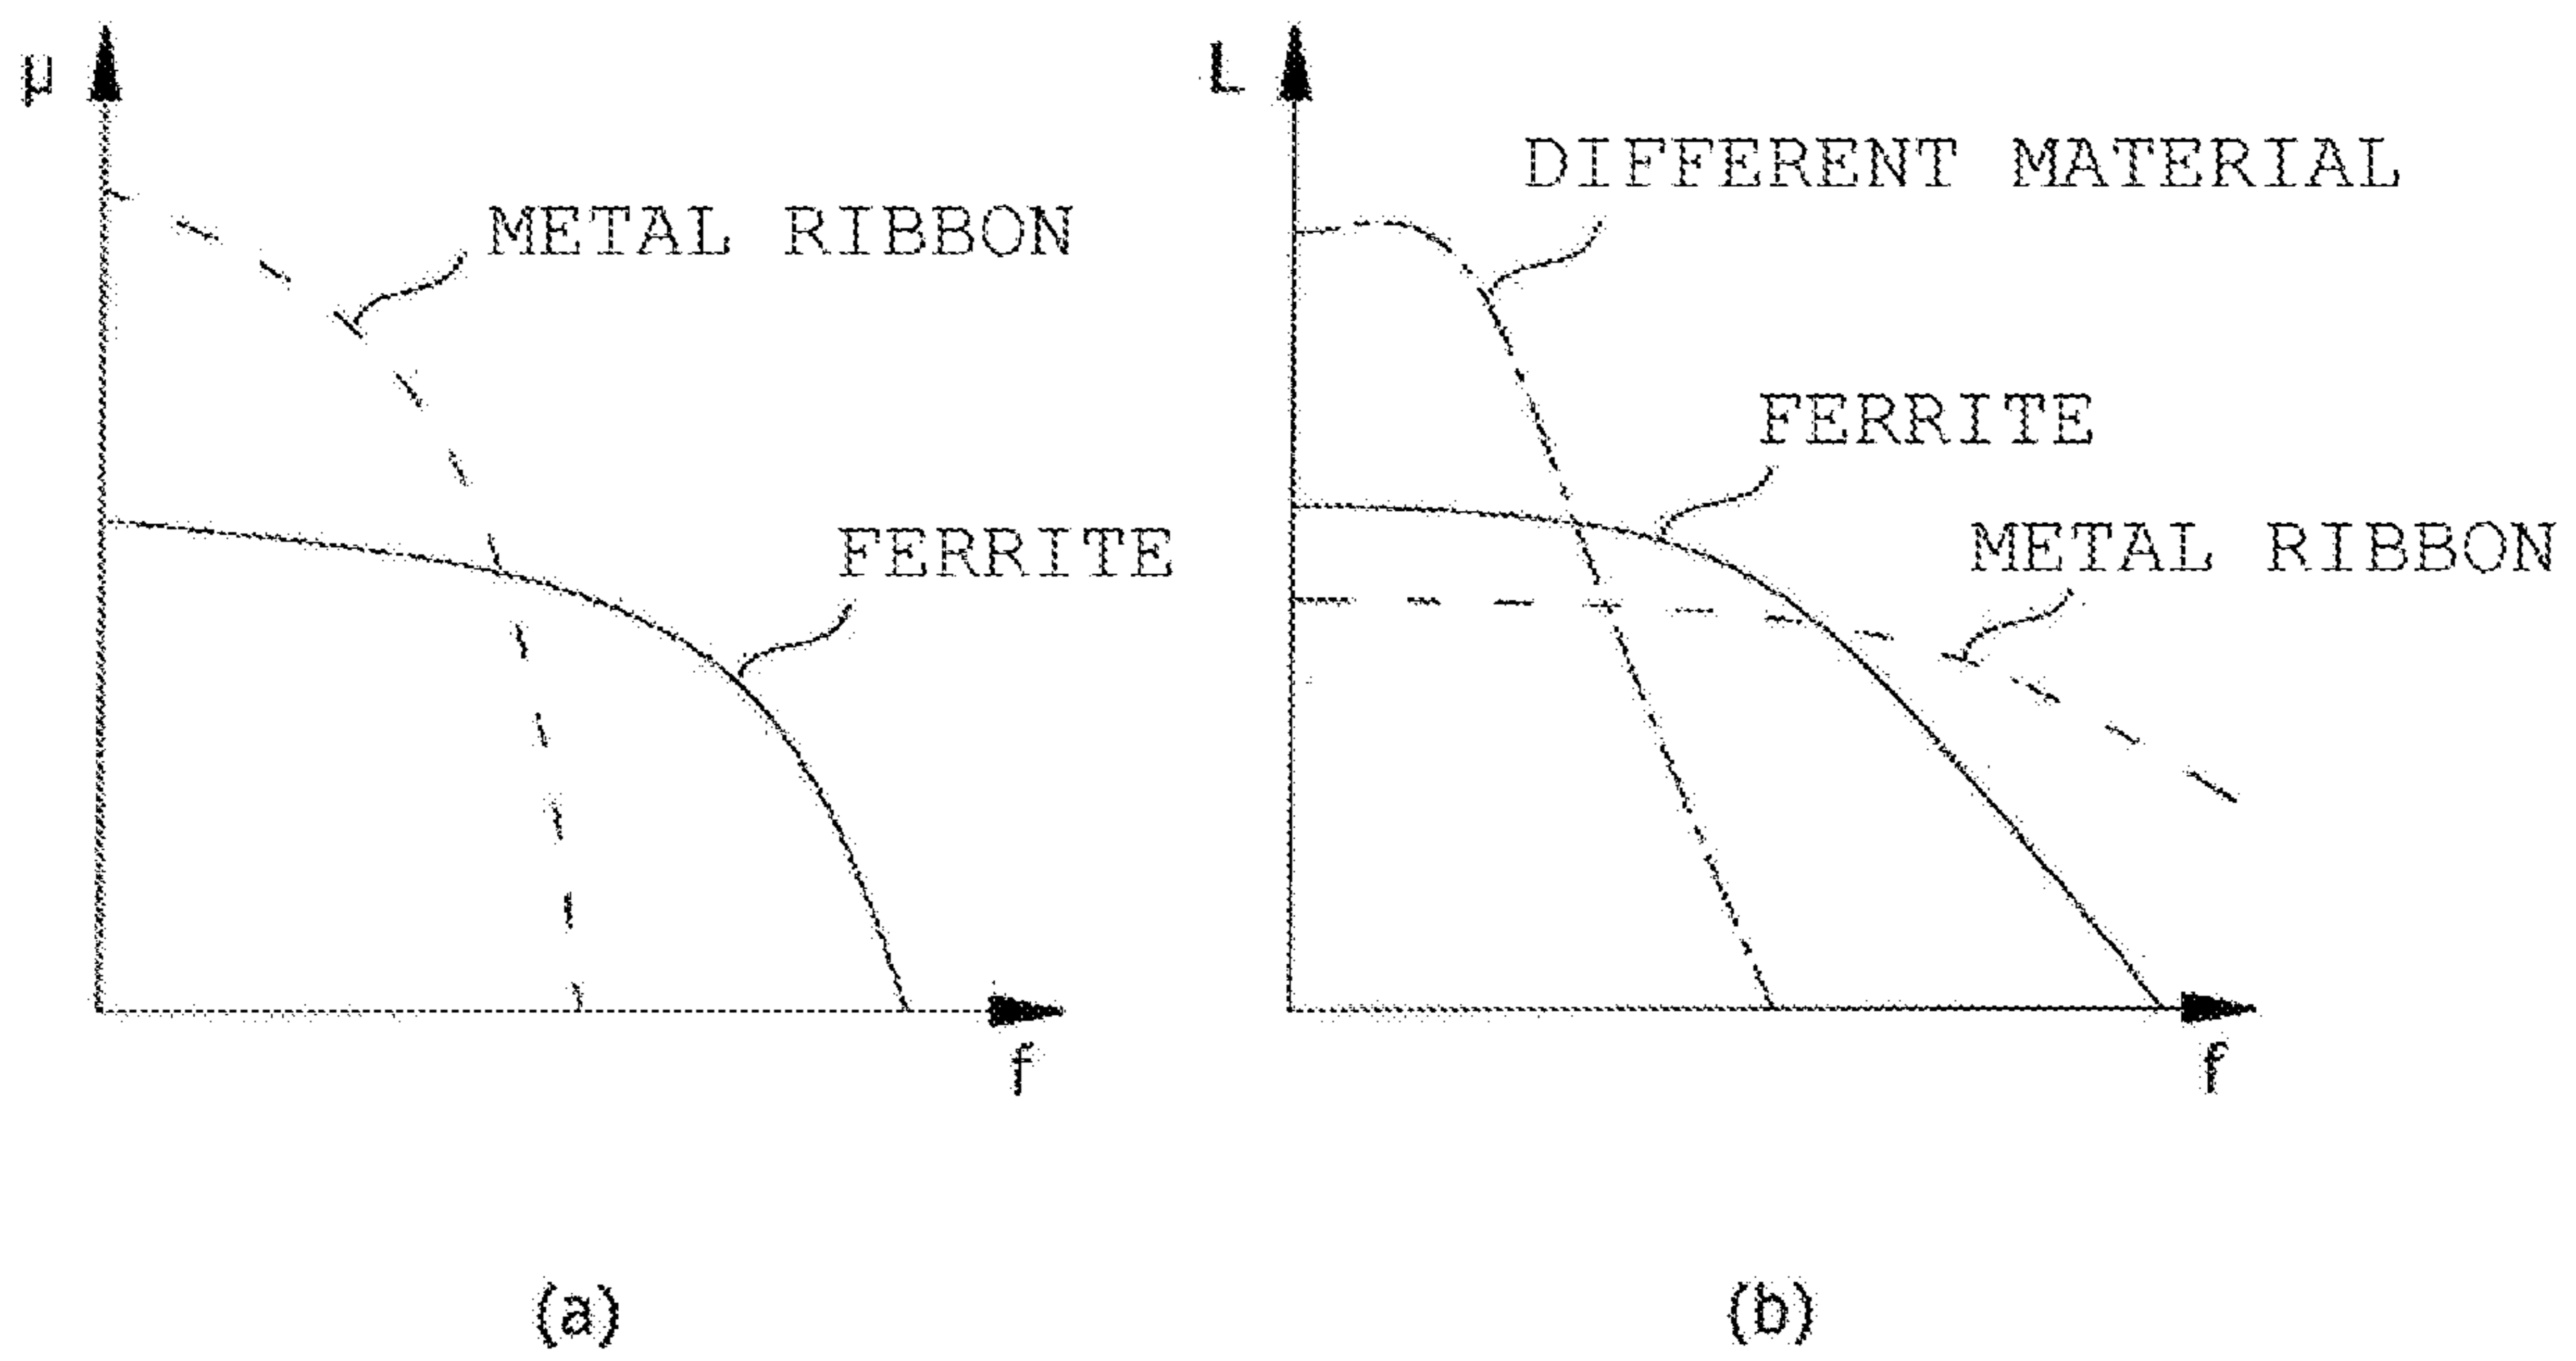 µ
METAL RIBBON
FERRITE
f
(a)
L
DIFFERENT MATERIAL
FERRITE
METAL RIBBON
f
(b)